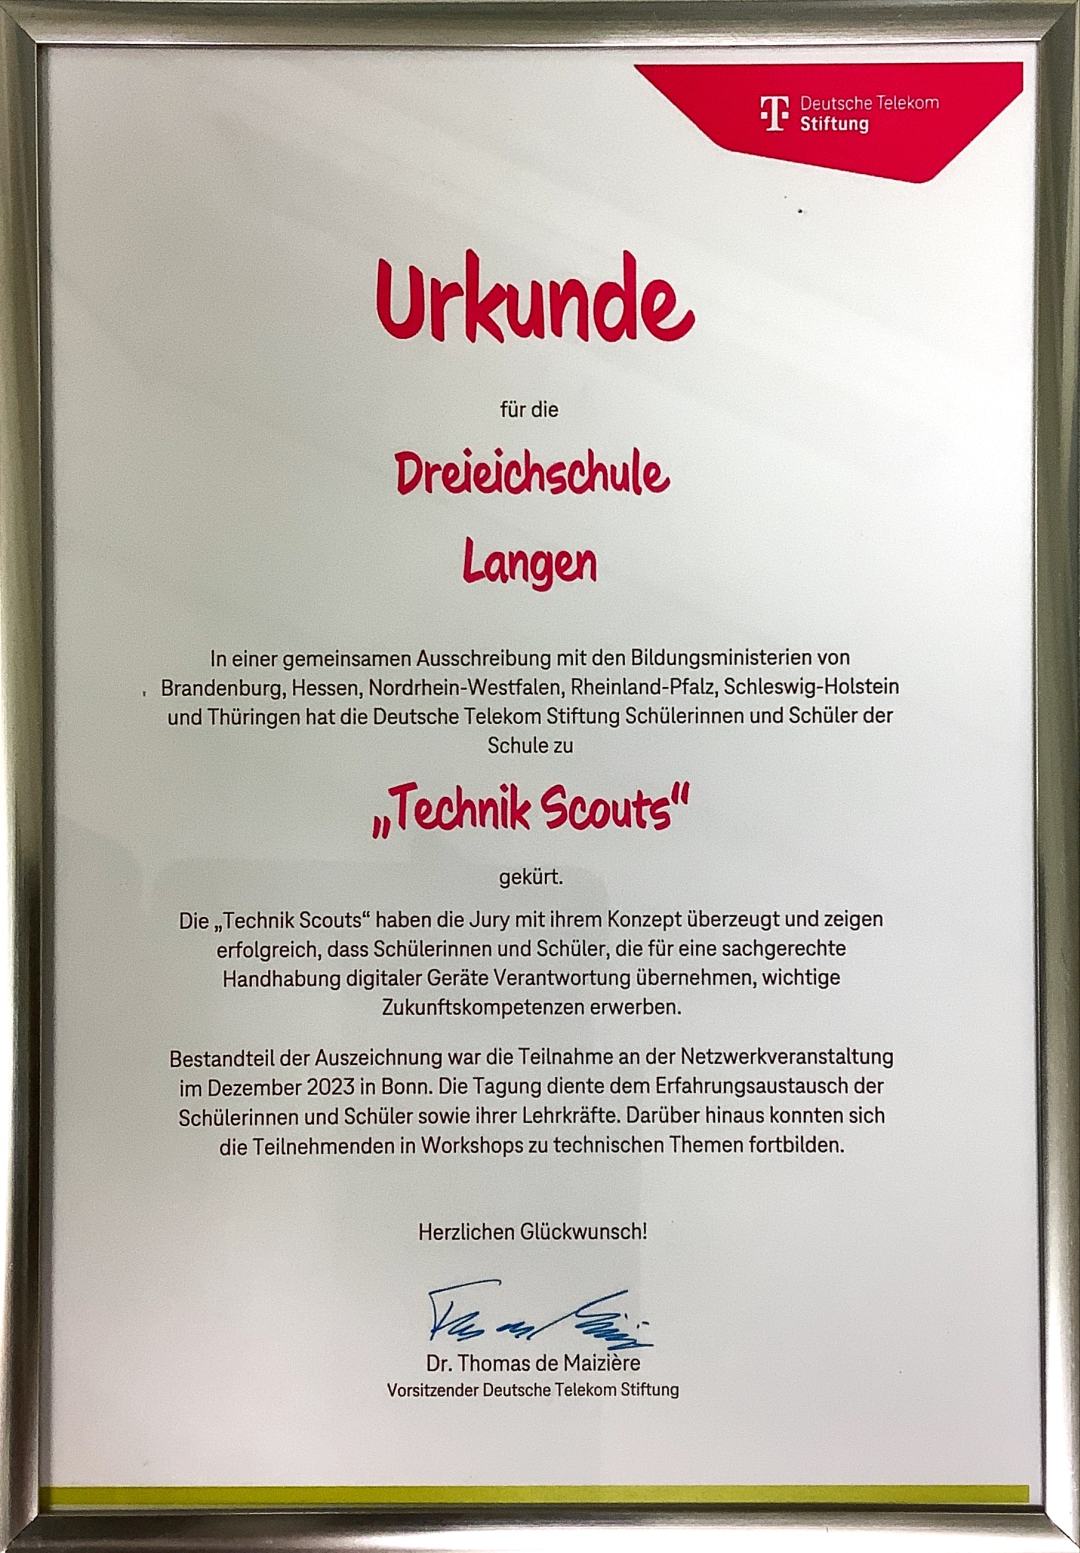 Deutsche Telekom
Stiftung
Urkunde
für die
Dreieichschule
Langen
In einer gemeinsamen Ausschreibung mit den Bildungsministerien von
Brandenburg, Hessen, Nordrhein-Westfalen, Rheinland-Pfalz, Schleswig-Holstein
und Thüringen hat die Deutsche Telekom Stiftung Schülerinnen und Schüler der
Schule zu
„Technik Scouts“
gekürt.
Die „Technik Scouts“ haben die Jury mit ihrem Konzept überzeugt und zeigen
erfolgreich, dass Schülerinnen und Schüler, die für eine sachgerechte
Handhabung digitaler Geräte Verantwortung übernehmen, wichtige
Zukunftskompetenzen erwerben.
Bestandteil der Auszeichnung war die Teilnahme an der Netzwerkveranstaltung
im Dezember 2023 in Bonn. Die Tagung diente dem Erfahrungsaustausch der
Schülerinnen und Schüler sowie ihrer Lehrkräfte. Darüber hinaus konnten sich
die Teilnehmenden in Workshops zu technischen Themen fortbilden.
Herzlichen Glückwunsch!
Dr. Thomas de Maizière
Vorsitzender Deutsche Telekom Stiftung